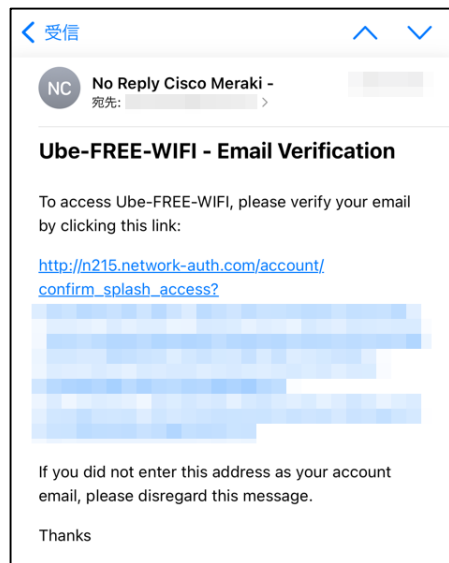 受信
NC
No Reply Cisco Meraki -
宛先:
Ube-FREE-WIFI - Email Verification
To access Ube-FREE-WIFI, please verify your email
by clicking this link:
http://n215.network-auth.com/account/
confirm_splash_access?
If you did not enter this address as your account
email, please disregard this message.
Thanks